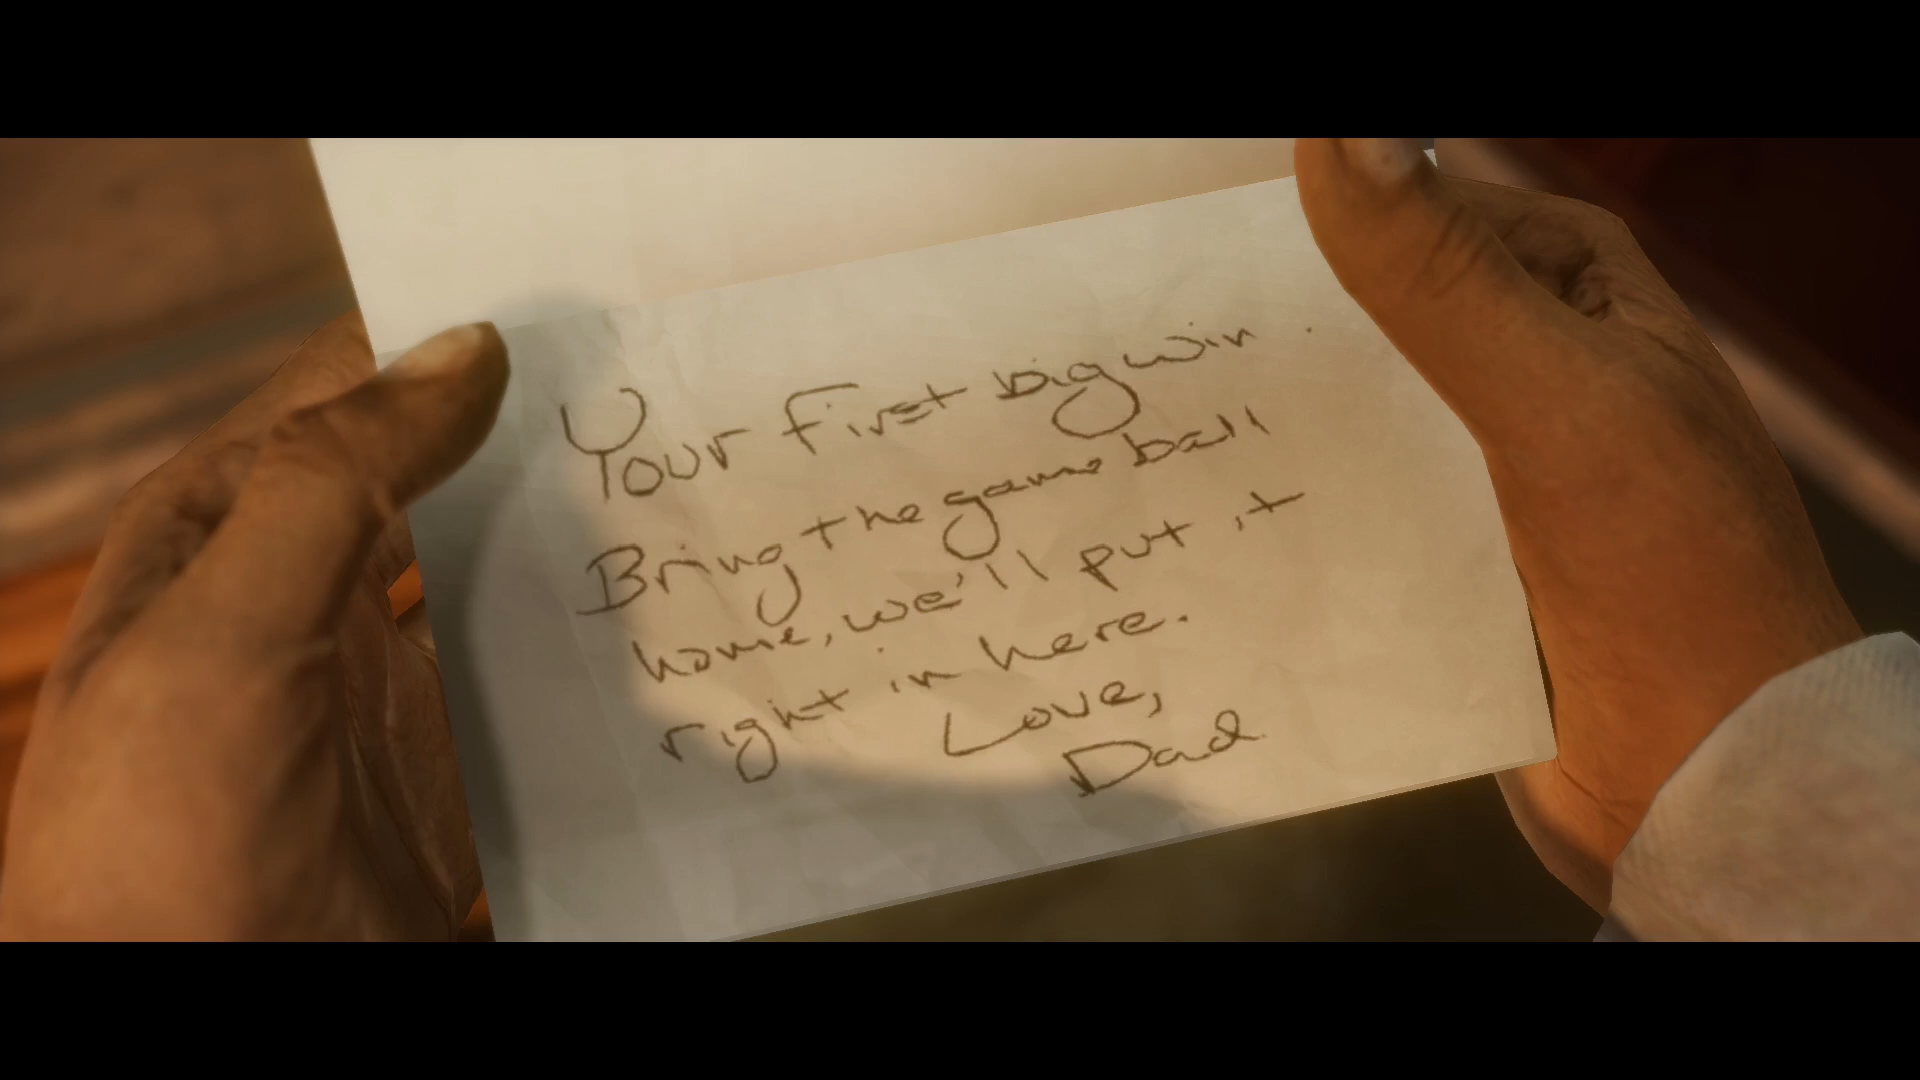 Your first big win.
Bring the game ball
home, we'll put it
right in here.
Love,
Dad